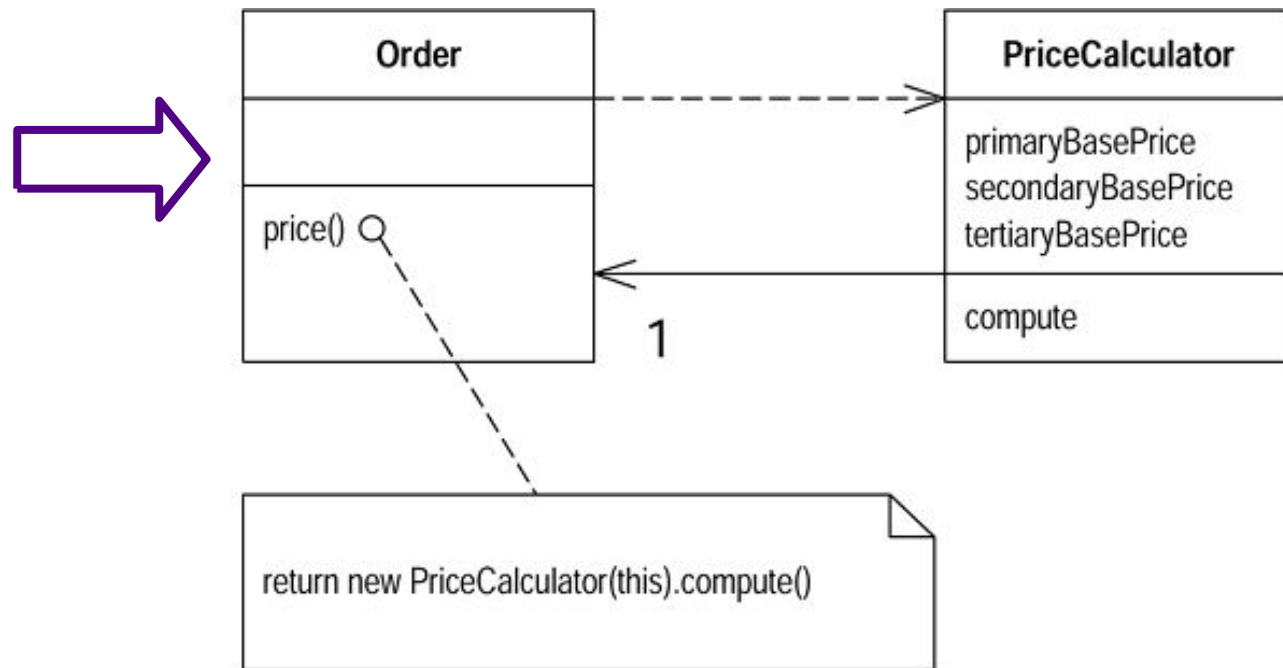 Order
price()
PriceCalculator
primaryBasePrice
secondaryBasePrice
tertiaryBasePrice
compute
1
return new PriceCalculator(this).compute()